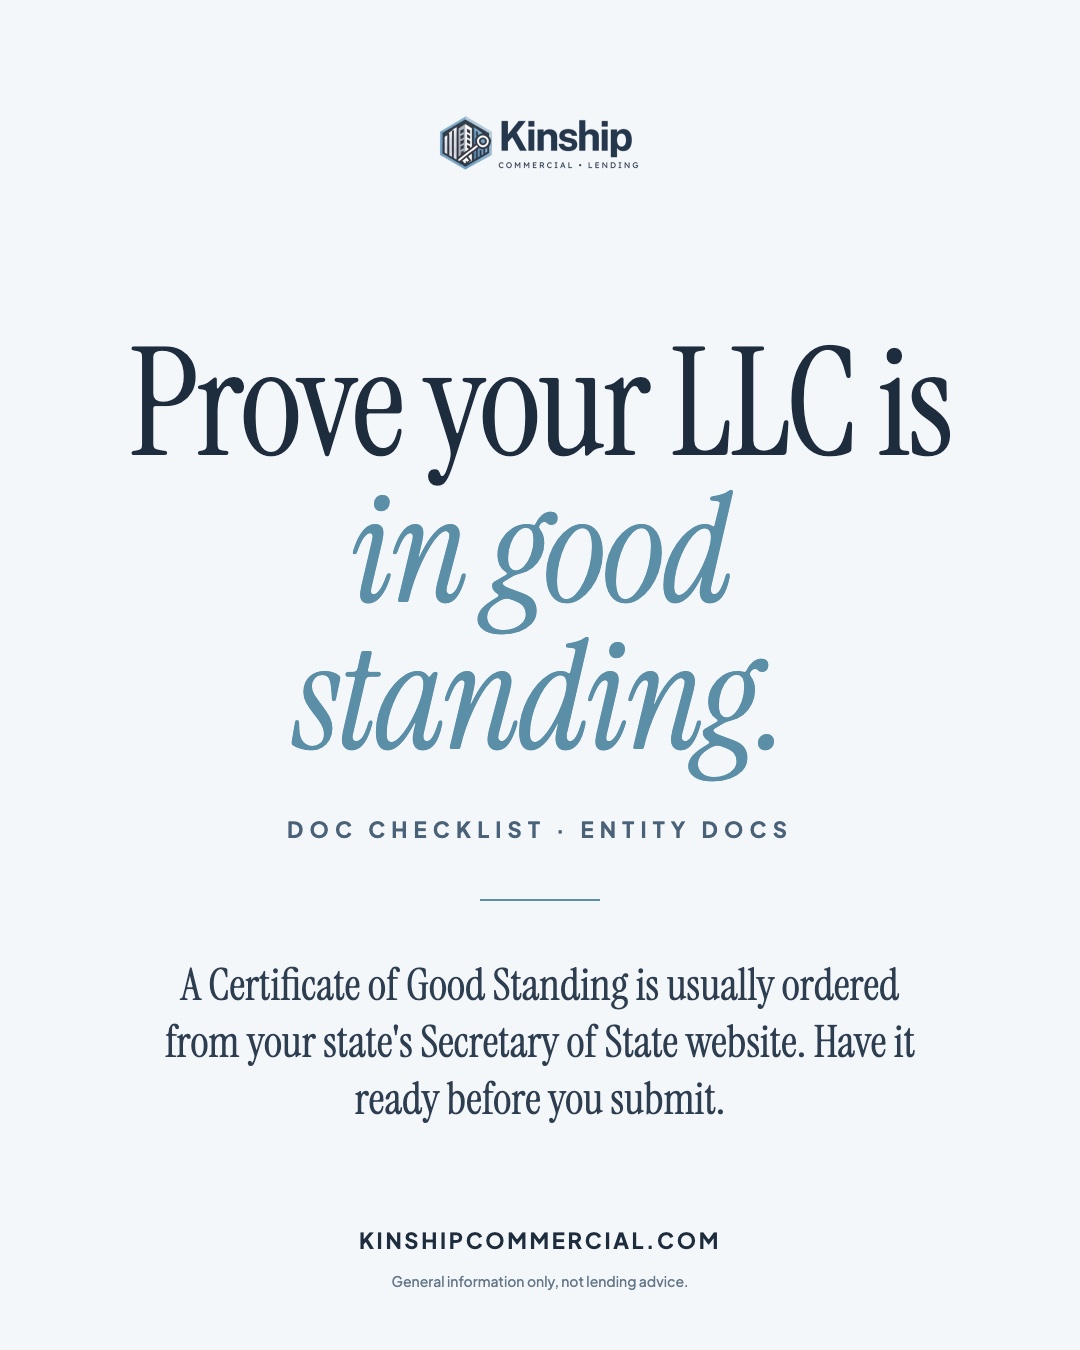 Kinship
COMMERCIAL • LENDING
Prove your LLC is
in good
standing.
DOC CHECKLIST · ENTITY DOCS
A Certificate of Good Standing is usually ordered
from your state's Secretary of State website. Have it
ready before you submit.
KINSHIPCOMMERCIAL.COM
General information only, not lending advice.